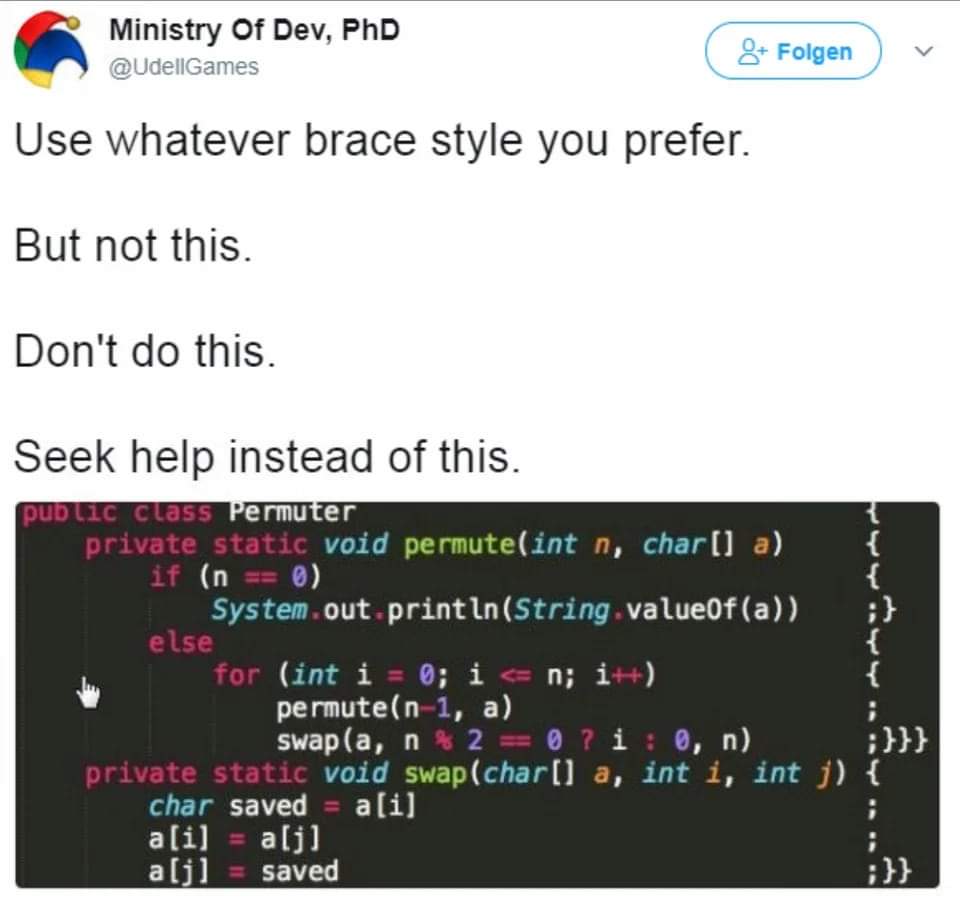 Ministry Of Dev, PhD
@UdellGames
Folgen
Use whatever brace style you prefer.
But not this.
Don't do this.
Seek help instead of this.
public class Permuter {
private static void permute(int n, char[] a) {
if (n == 0) {
System.out.println(String.valueOf(a)) ;}
else {
for (int i = 0; i <= n; i++) {
permute(n-1, a) ;
swap(a, n % 2 == 0 ? i : 0, n) ;}}}
private static void swap(char[] a, int i, int j) {
char saved = a[i] ;
a[i] = a[j] ;
a[j] = saved ;}}